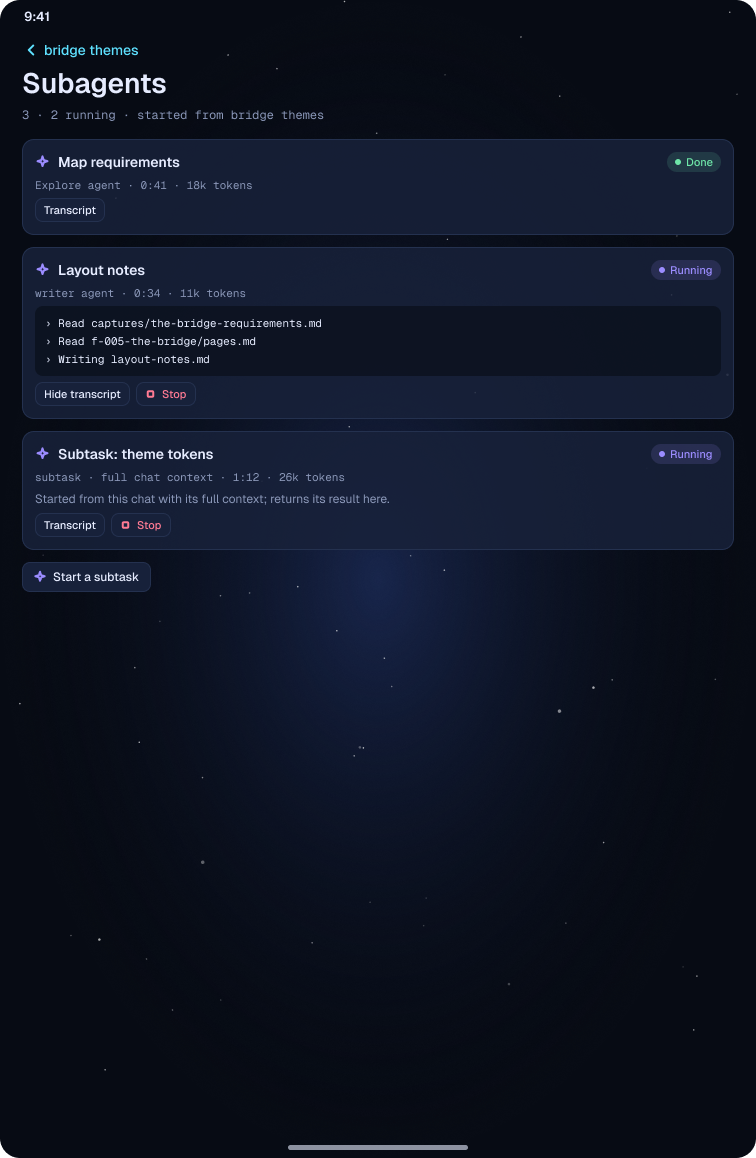 9:41
bridge themes
Subagents
3 · 2 running · started from bridge themes
Map requirements
Done
Explore agent · 0:41 · 18k tokens
Transcript
Layout notes
Running
writer agent · 0:34 · 11k tokens
› Read captures/the-bridge-requirements.md
› Read f-005-the-bridge/pages.md
› Writing layout-notes.md
Hide transcript
Stop
Subtask: theme tokens
Running
subtask · full chat context · 1:12 · 26k tokens
Started from this chat with its full context; returns its result here.
Transcript
Stop
Start a subtask